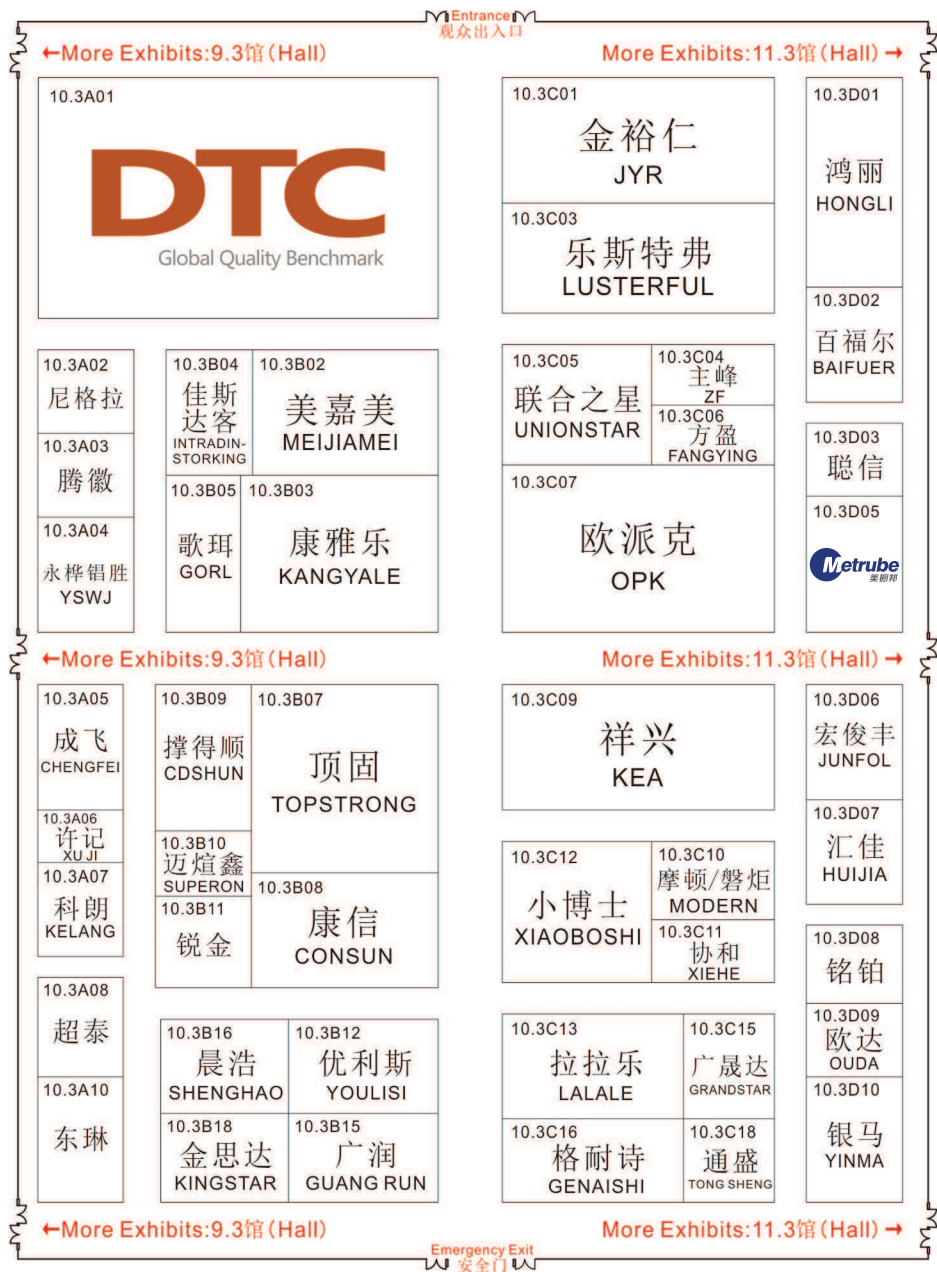 Entrance
观众出入口
←More Exhibits:9.3馆(Hall)
More Exhibits:11.3馆(Hall)→
10.3A01
DTC
Global Quality Benchmark
10.3C01
金裕仁
JYR
10.3C03
乐斯特弗
LUSTERFUL
10.3D01
鸿丽
HONGLI
10.3D02
百福尔
BAIFUER
10.3A02
尼格拉
10.3A03
腾徽
10.3A04
永桦锠胜
YSWJ
10.3B04
佳斯
达客
INTRADIN-
STORKING
10.3B02
美嘉美
MEIJIAMEI
10.3B05
歌珥
GORL
10.3B03
康雅乐
KANGYALE
10.3C05
联合之星
UNIONSTAR
10.3C04
主峰
ZF
10.3C06
方盈
FANGYING
10.3C07
欧派克
OPK
10.3D03
聪信
10.3D05
Metrube
美橱邦
←More Exhibits:9.3馆(Hall)
More Exhibits:11.3馆(Hall)→
10.3A05
成飞
CHENGFEI
10.3A06
许记
XU JI
10.3A07
科朗
KELANG
10.3A08
超泰
10.3A10
东琳
10.3B09
撑得顺
CDSHUN
10.3B07
顶固
TOPSTRONG
10.3B10
迈煊鑫
SUPERON
10.3B11
锐金
10.3B08
康信
CONSUN
10.3B16
晨浩
SHENGHAO
10.3B12
优利斯
YOULISI
10.3B18
金思达
KINGSTAR
10.3B15
广润
GUANG RUN
10.3C09
祥兴
KEA
10.3C12
小博士
XIAOBOSHI
10.3C10
摩顿/磐炬
MODERN
10.3C11
协和
XIEHE
10.3C13
拉拉乐
LALALE
10.3C15
广晟达
GRANDSTAR
10.3C16
格耐诗
GENAISHI
10.3C18
通盛
TONG SHENG
10.3D06
宏俊丰
JUNFOL
10.3D07
汇佳
HUIJIA
10.3D08
铭铂
10.3D09
欧达
OUDA
10.3D10
银马
YINMA
←More Exhibits:9.3馆(Hall)
More Exhibits:11.3馆(Hall)→
Emergency Exit
安全门